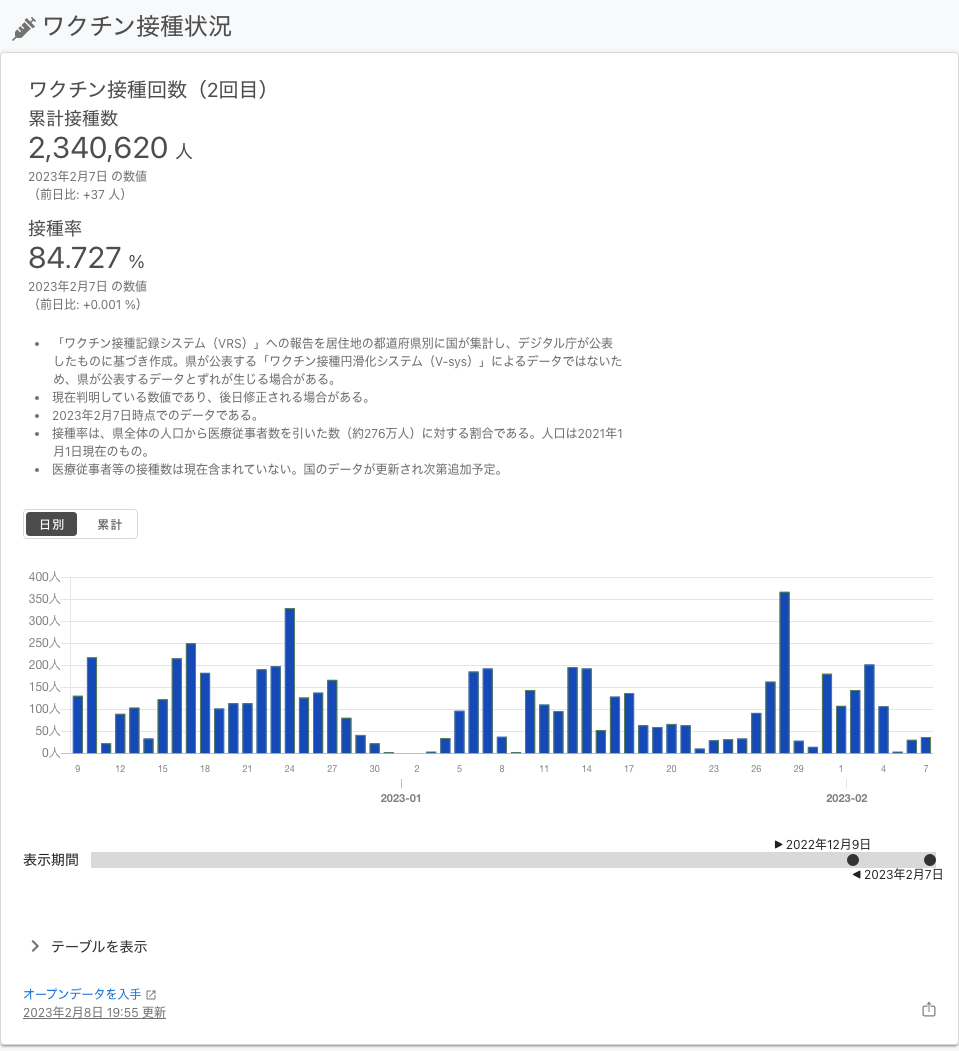 ワクチン接種状況
ワクチン接種回数（2回目）
累計接種数
2,340,620 人
2023年2月7日 の数値
（前日比: +37 人）
接種率
84.727 %
2023年2月7日 の数値
（前日比: +0.001 %）
• 「ワクチン接種記録システム（VRS）」への報告を居住地の都道府県別に国が集計し、デジタル庁が公表
したものに基づき作成。県が公表する「ワクチン接種円滑化システム（V-sys）」によるデータではないた
め、県が公表するデータとずれが生じる場合がある。
• 現在判明している数値であり、後日修正される場合がある。
• 2023年2月7日時点でのデータである。
• 接種率は、県全体の人口から医療従事者数を引いた数（約276万人）に対する割合である。人口は2021年1
月1日現在のもの。
• 医療従事者等の接種数は現在含まれていない。国のデータが更新され次第追加予定。
日別 累計
400人
350人
300人
250人
200人
150人
100人
50人
0人
9 12 15 18 21 24 27 30 2 5 8 11 14 17 20 23 26 29 1 4 7
2023-01 2023-02
▶ 2022年12月9日
表示期間
◀ 2023年2月7日
テーブルを表示
オープンデータを入手
2023年2月8日 19:55 更新